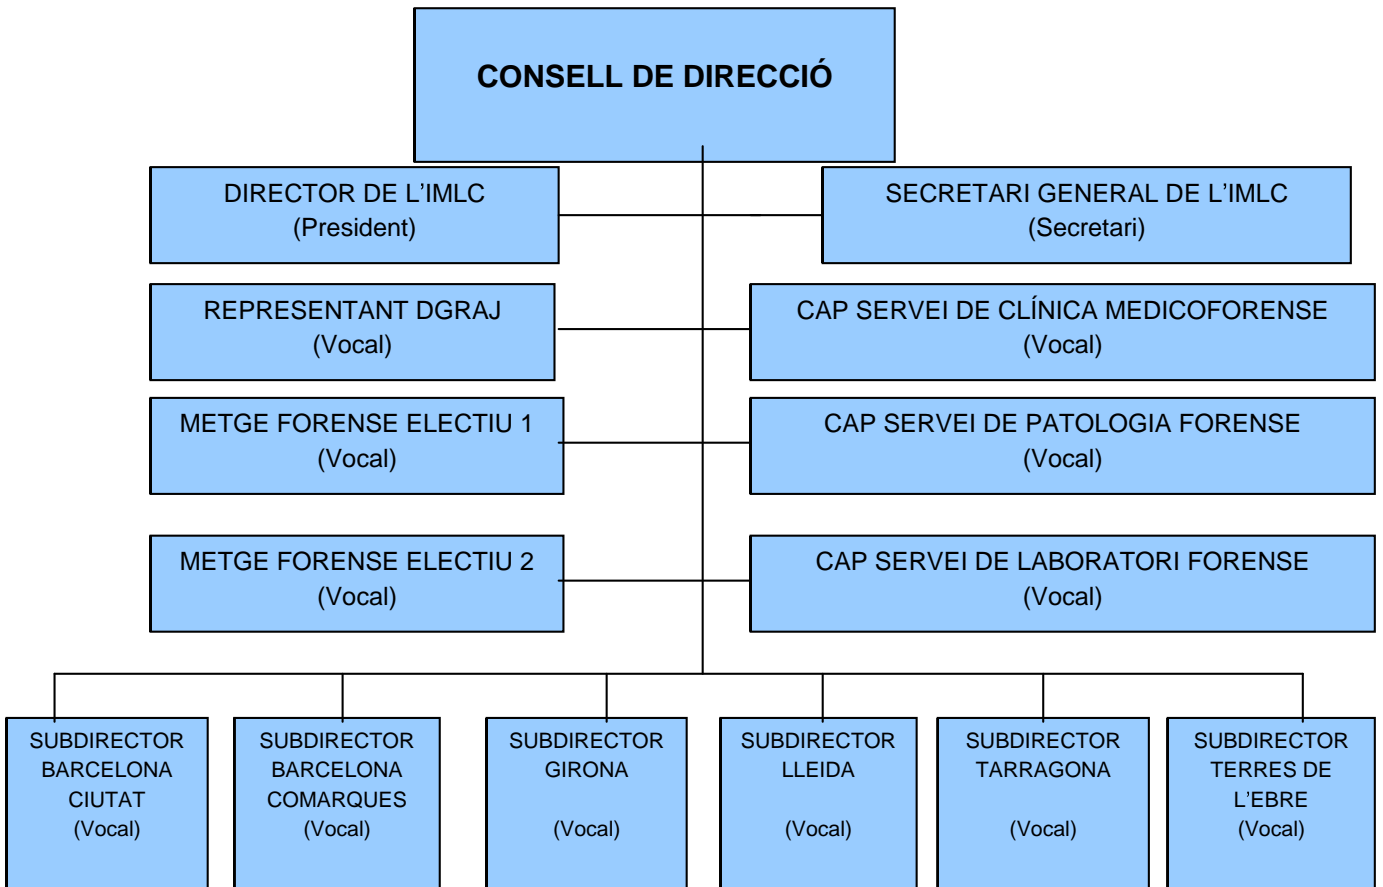 CONSELL DE DIRECCIÓ
DIRECTOR DE L'IMLC
(President)
SECRETARI GENERAL DE L'IMLC
(Secretari)
REPRESENTANT DGRAJ
(Vocal)
CAP SERVEI DE CLÍNICA MEDICOFORENSE
(Vocal)
METGE FORENSE ELECTIU 1
(Vocal)
CAP SERVEI DE PATOLOGIA FORENSE
(Vocal)
METGE FORENSE ELECTIU 2
(Vocal)
CAP SERVEI DE LABORATORI FORENSE
(Vocal)
SUBDIRECTOR
BARCELONA
CIUTAT
(Vocal)
SUBDIRECTOR
BARCELONA
COMARQUES
(Vocal)
SUBDIRECTOR
GIRONA
(Vocal)
SUBDIRECTOR
LLEIDA
(Vocal)
SUBDIRECTOR
TARRAGONA
(Vocal)
SUBDIRECTOR
TERRES DE
L'EBRE
(Vocal)